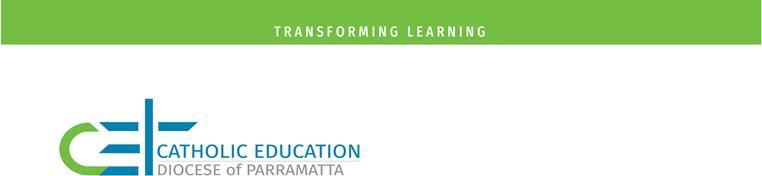 TRANSFORMING LEARNING
CATHOLIC EDUCATION
DIOCESE of PARRAMATTA